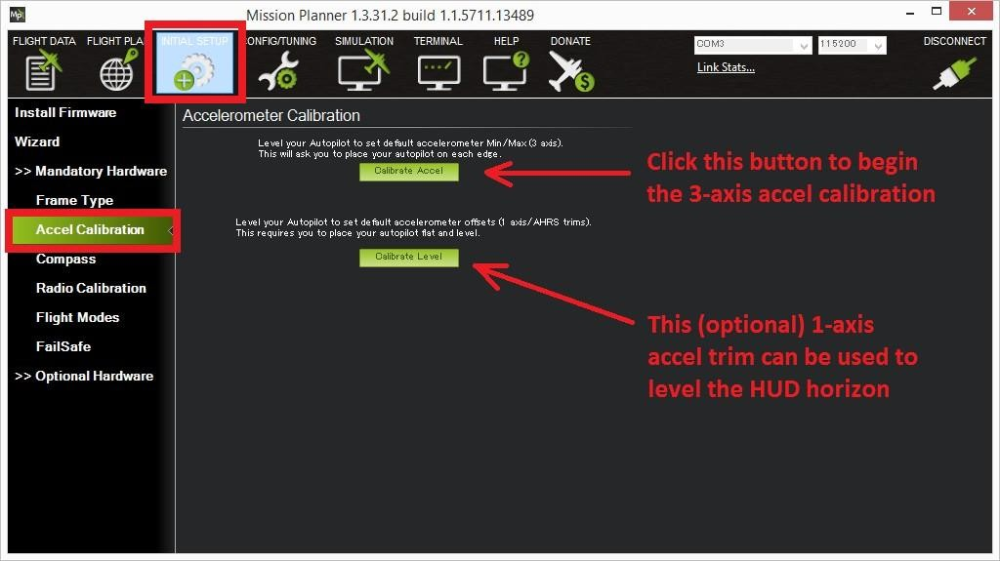 Mission Planner 1.3.31.2 build 1.1.5711.13489
FLIGHT DATA FLIGHT PLA INITIAL SETUP ONFIG/TUNING SIMULATION TERMINAL HELP DONATE
COM3 115200 DISCONNECT
Link Stats...
Install Firmware
Wizard
>> Mandatory Hardware
Frame Type
Accel Calibration
Compass
Radio Calibration
Flight Modes
FailSafe
>> Optional Hardware
Accelerometer Calibration
Level your Autopilot to set default accelerometer Min/Max (3 axis).
This will ask you to place your autopilot on each edge.
Calibrate Accel
Click this button to begin
the 3-axis accel calibration
Level your Autopilot to set default accelerometer offsets (1 axis/AHRS trims).
This requires you to place your autopilot flat and level.
Calibrate Level
This (optional) 1-axis
accel trim can be used to
level the HUD horizon